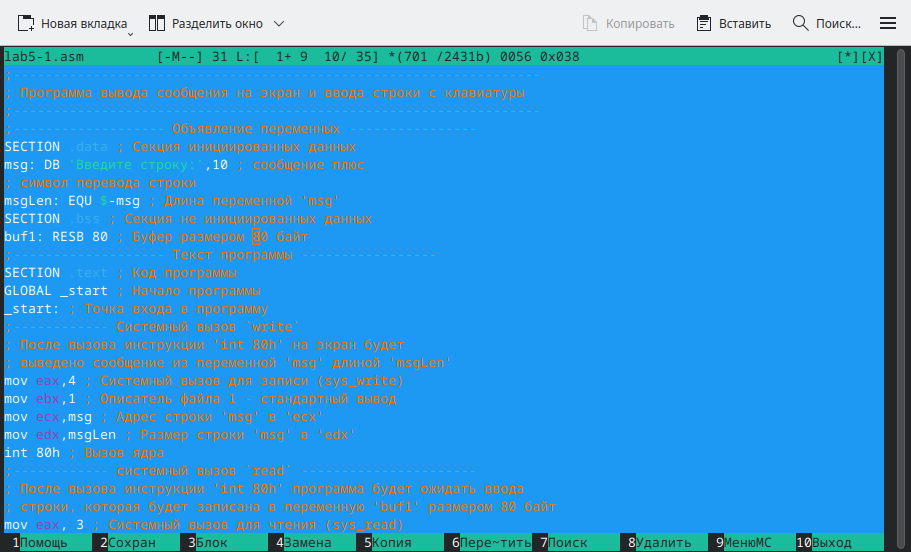 Новая вкладка Разделить окно Копировать Вставить Поиск...
lab5-1.asm [-M--] 31 L:[ 1+ 9 10/ 35] *(701 /2431b) 0056 0x038 [*][X]
;--------------------------------------------------------------
; Программа вывода сообщения на экран и ввода строки с клавиатуры
;------------------------------------------------------------------
;------------------- Объявление переменных ----------------
SECTION .data ; Секция инициированных данных
msg: DB 'Введите строку:',10 ; сообщение плюс
; символ перевода строки
msgLen: EQU $-msg ; Длина переменной 'msg'
SECTION .bss ; Секция не инициированных данных
buf1: RESB 80 ; Буфер размером 80 байт
;------------------- Текст программы -----------------
SECTION .text ; Код программы
GLOBAL _start ; Начало программы
_start: ; Точка входа в программу
;------------ Системный вызов `write`
; После вызова инструкции 'int 80h' на экран будет
; выведено сообщение из переменной 'msg' длиной 'msgLen'
mov eax,4 ; Системный вызов для записи (sys_write)
mov ebx,1 ; Описатель файла 1 - стандартный вывод
mov ecx,msg ; Адрес строки 'msg' в 'ecx'
mov edx,msgLen ; Размер строки 'msg' в 'edx'
int 80h ; Вызов ядра
;------------ системный вызов `read` ----------------------
; После вызова инструкции 'int 80h' программа будет ожидать ввода
; строки, которая будет записана в переменную 'buf1' размером 80 байт
mov eax, 3 ; Системный вызов для чтения (sys_read)
1Помощь 2Сохран 3Блок 4Замена 5Копия 6Пере~тить 7Поиск 8Удалить 9МенюMC 10Выход